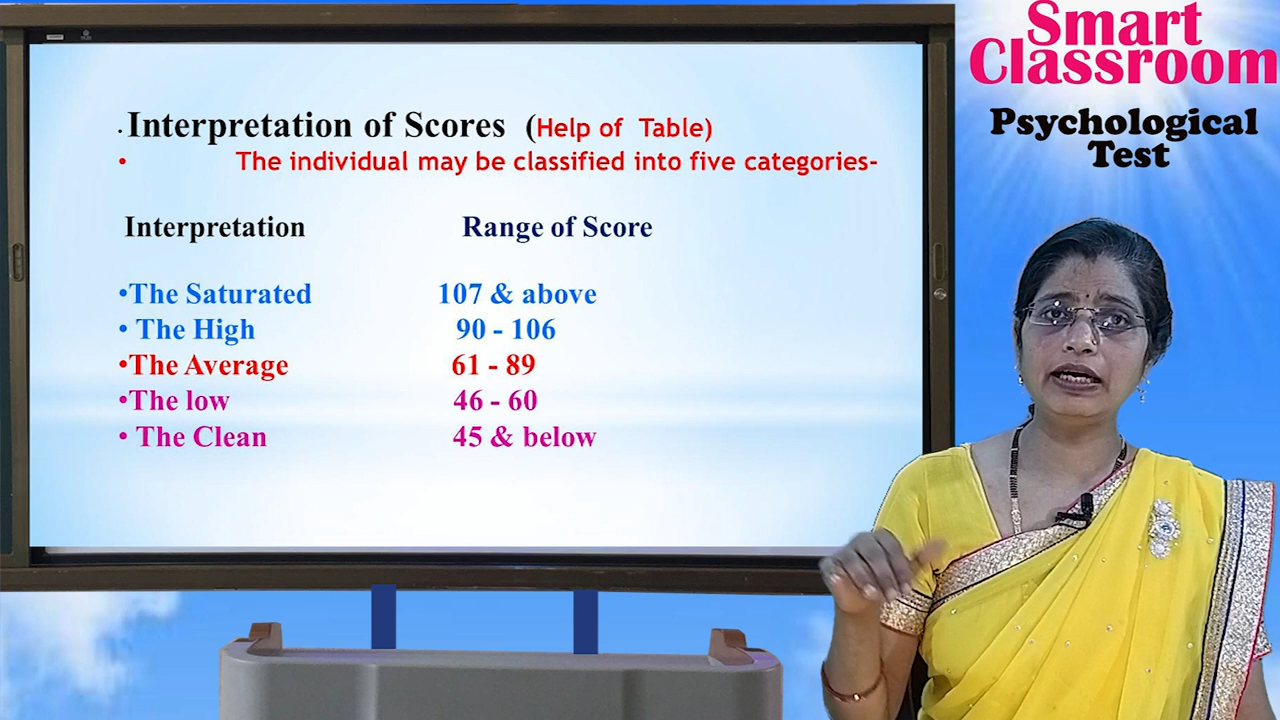 Smart
Classroom
Psychological
Test
• Interpretation of Scores (Help of Table)
• The individual may be classified into five categories-
Interpretation Range of Score
•The Saturated 107 & above
• The High 90 - 106
•The Average 61 - 89
•The low 46 - 60
• The Clean 45 & below